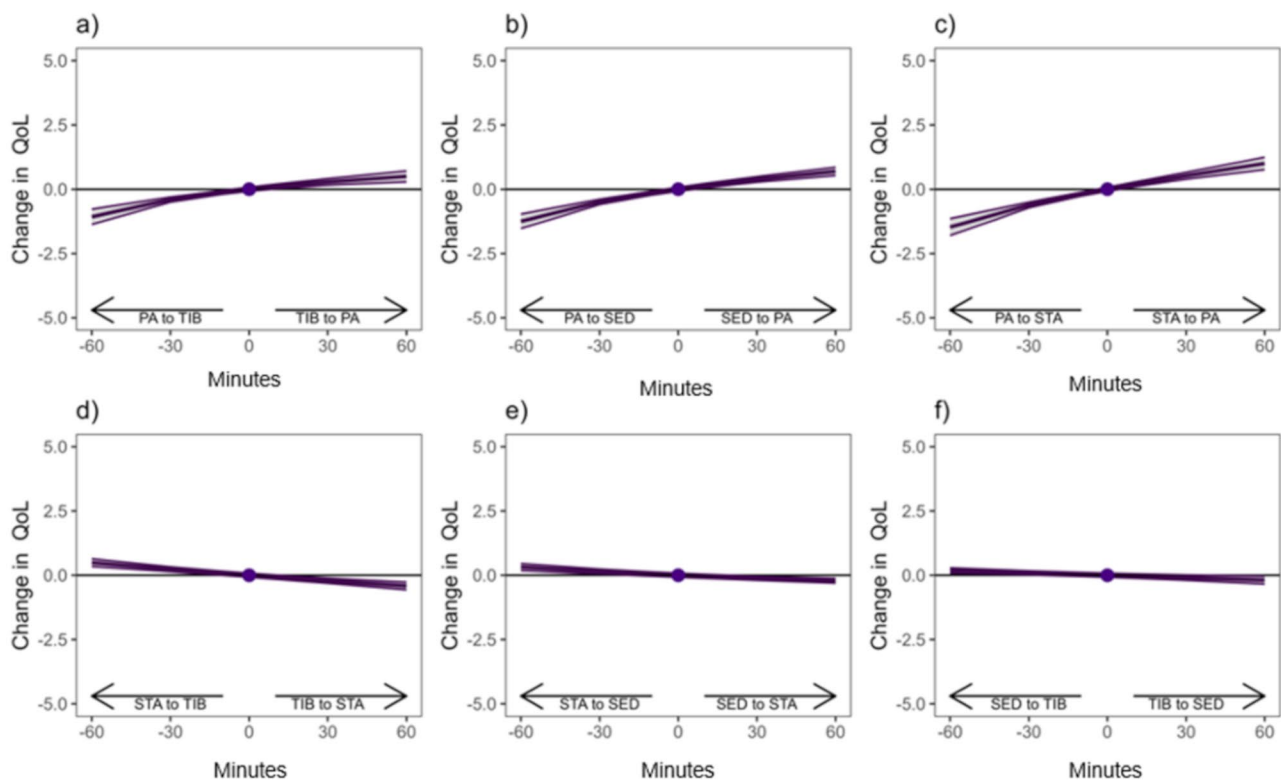 a) b) c)
Change in QoL
5.0
2.5
0.0
-2.5
-5.0
PA to TIB TIB to PA
-60 -30 0 30 60
Minutes
Change in QoL
5.0
2.5
0.0
-2.5
-5.0
PA to SED SED to PA
-60 -30 0 30 60
Minutes
Change in QoL
5.0
2.5
0.0
-2.5
-5.0
PA to STA STA to PA
-60 -30 0 30 60
Minutes
d) e) f)
Change in QoL
5.0
2.5
0.0
-2.5
-5.0
STA to TIB TIB to STA
-60 -30 0 30 60
Minutes
Change in QoL
5.0
2.5
0.0
-2.5
-5.0
STA to SED SED to STA
-60 -30 0 30 60
Minutes
Change in QoL
5.0
2.5
0.0
-2.5
-5.0
SED to TIB TIB to SED
-60 -30 0 30 60
Minutes